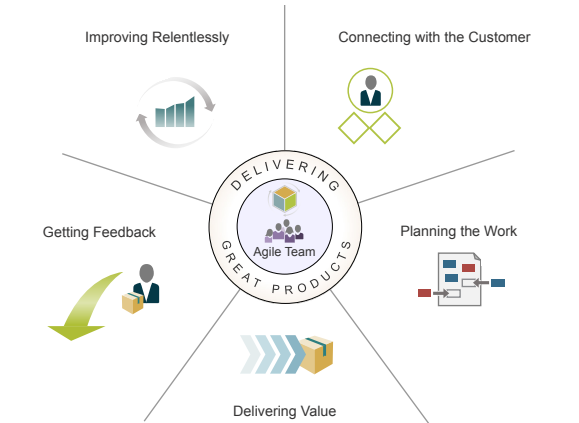 Improving Relentlessly
Connecting with the Customer
DELIVERING
GREAT PRODUCTS
Agile Team
Getting Feedback
Planning the Work
Delivering Value